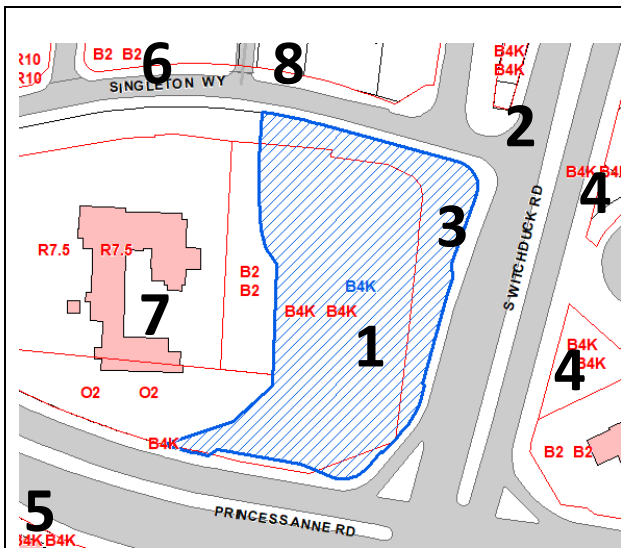 R10
R10
B2 B2
6
8
B4K
B4K
SINGLETON WY
2
B4K B4K
4
3
SWITCHDUCK RD
R7.5 R7.5
B2
B2
B4K
B4K B4K
7
1
B4K
B4K
4
O2 O2
B4K
B2 B2
5
PRINCESS ANNE RD
B4K B4K